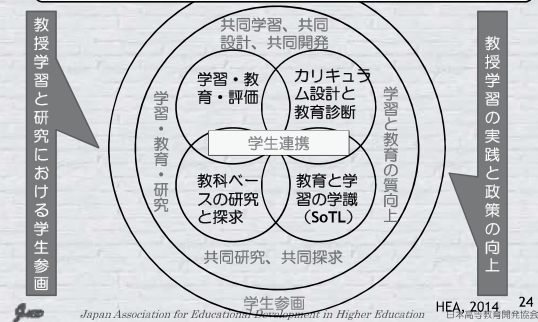 教授学習と研究における学生参画
共同学習、共同
設計、共同開発
学習・教
育・評価
カリキュラ
ム設計と
教育診断
学習・教育・研究
学習と教育の質向上
学生連携
教科ベー
スの研究
と探求
教育と学
習の学識
（SoTL）
共同研究、共同探求
学生参画
教授学習の実践と政策の向上
HEA, 2014
24
Japan Association for Educational Development in Higher Education
日本高等教育開発協会